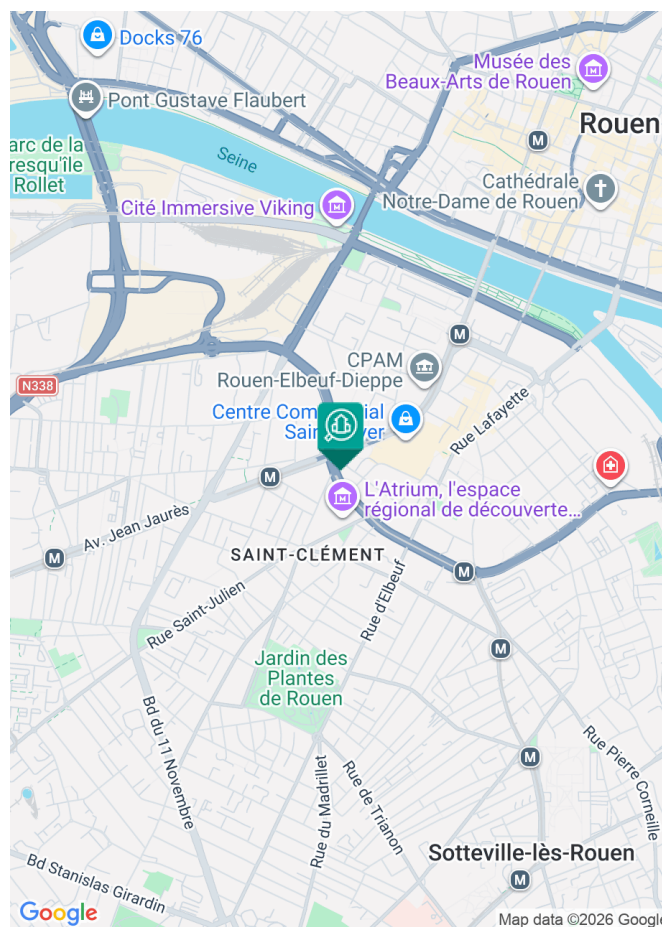 Docks 76
Musée des
Beaux-Arts de Rouen
Pont Gustave Flaubert
Rouen
M
arc de la
resqu'île
Rollet
Seine
Cathédrale
Notre-Dame de Rouen
Cité Immersive Viking
M
CPAM
Rouen-Elbeuf-Dieppe
N338
Centre Com
ial
Sain
ver
Rue Lafayette
M
L'Atrium, l'espace
régional de découverte...
Av. Jean Jaurès
SAINT-CLÉMENT
M
M
Rue d'Elbeuf
Rue Saint-Julien
M
Jardin des
Plantes
de Rouen
Bd du 11 Novembre
M
Rue Pierre Corneille
Rue du Madrillet
Rue de Trianon
Sotteville-lès-Rouen
M
Bd Stanislas Girardin
Google
Map data ©2026 Google